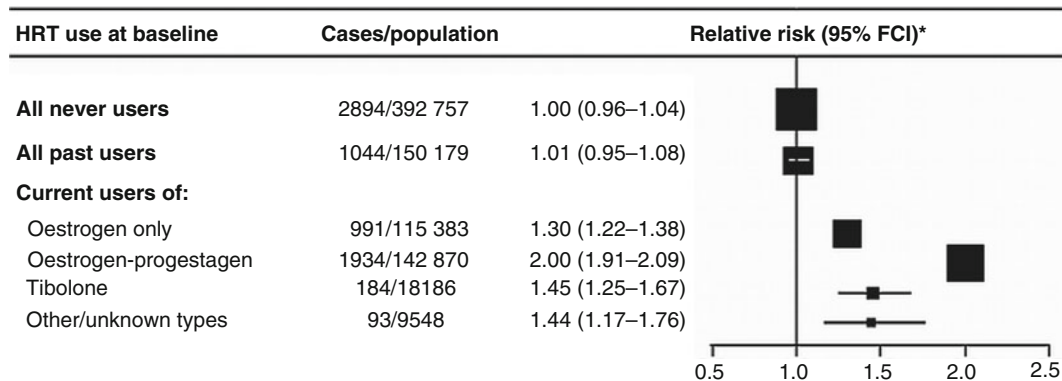 HRT use at baseline Cases/population Relative risk (95% FCI)*
All never users 2894/392 757 1.00 (0.96–1.04)
All past users 1044/150 179 1.01 (0.95–1.08)
Current users of:
Oestrogen only 991/115 383 1.30 (1.22–1.38)
Oestrogen-progestagen 1934/142 870 2.00 (1.91–2.09)
Tibolone 184/18186 1.45 (1.25–1.67)
Other/unknown types 93/9548 1.44 (1.17–1.76)
0.5 1.0 1.5 2.0 2.5